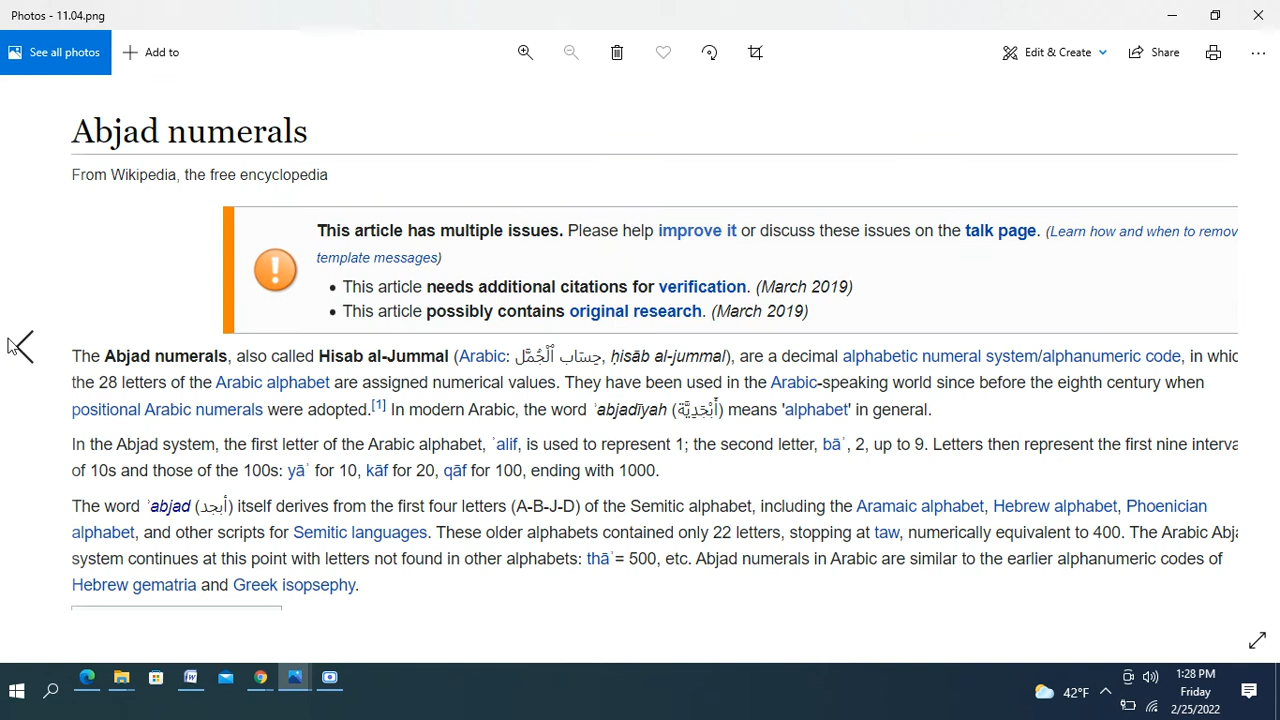 Photos - 11.04.png
See all photos
Add to
Edit & Create
Share
Abjad numerals
From Wikipedia, the free encyclopedia
This article has multiple issues. Please help improve it or discuss these issues on the talk page. (Learn how and when to remov
template messages)
• This article needs additional citations for verification. (March 2019)
• This article possibly contains original research. (March 2019)
The Abjad numerals, also called Hisab al-Jummal (Arabic: حِسَاب ٱلْجُمَّل, ḥisāb al-jummal), are a decimal alphabetic numeral system/alphanumeric code, in whic
the 28 letters of the Arabic alphabet are assigned numerical values. They have been used in the Arabic-speaking world since before the eighth century when
positional Arabic numerals were adopted.[1] In modern Arabic, the word ʾabjadīyah (أَبْجَدِيَّة) means 'alphabet' in general.
In the Abjad system, the first letter of the Arabic alphabet, ʾalif, is used to represent 1; the second letter, bāʾ, 2, up to 9. Letters then represent the first nine interva
of 10s and those of the 100s: yāʾ for 10, kāf for 20, qāf for 100, ending with 1000.
The word ʾabjad (أبجد) itself derives from the first four letters (A-B-J-D) of the Semitic alphabet, including the Aramaic alphabet, Hebrew alphabet, Phoenician
alphabet, and other scripts for Semitic languages. These older alphabets contained only 22 letters, stopping at taw, numerically equivalent to 400. The Arabic Abja
system continues at this point with letters not found in other alphabets: thāʾ= 500, etc. Abjad numerals in Arabic are similar to the earlier alphanumeric codes of
Hebrew gematria and Greek isopsephy.
42°F
1:28 PM
Friday
2/25/2022